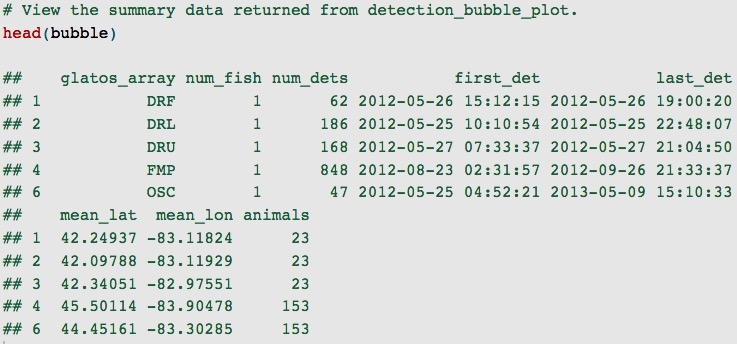 # View the summary data returned from detection_bubble_plot.
head(bubble)
##   glatos_array num_fish num_dets           first_det            last_det
## 1          DRF        1       62 2012-05-26 15:12:15 2012-05-26 19:00:20
## 2          DRL        1      186 2012-05-25 10:10:54 2012-05-25 22:48:07
## 3          DRU        1      168 2012-05-27 07:33:37 2012-05-27 21:04:50
## 4          FMP        1      848 2012-08-23 02:31:57 2012-09-26 21:33:37
## 6          OSC        1       47 2012-05-25 04:52:21 2013-05-09 15:10:33
##   mean_lat  mean_lon animals
## 1 42.24937 -83.11824      23
## 2 42.09788 -83.11929      23
## 3 42.34051 -82.97551      23
## 4 45.50114 -83.90478     153
## 6 44.45161 -83.30285     153